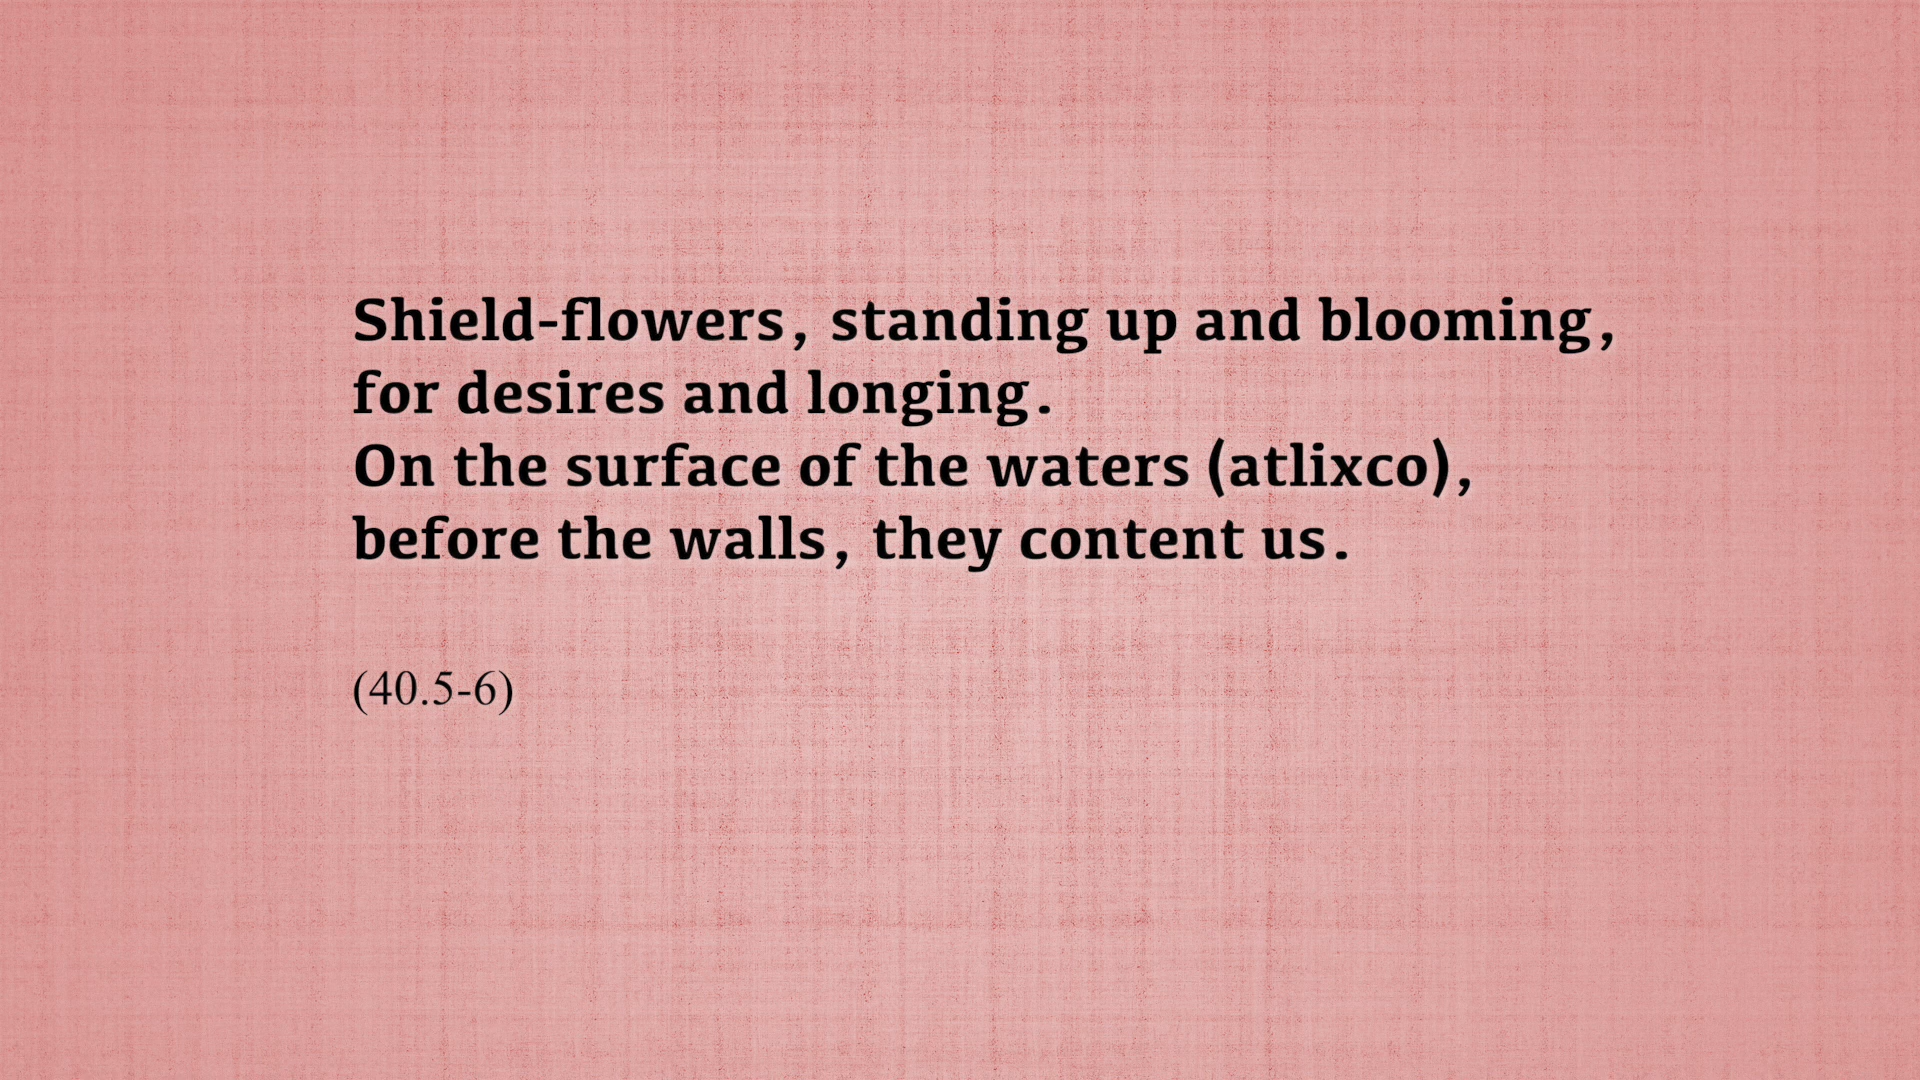 Shield-flowers, standing up and blooming,
for desires and longing.
On the surface of the waters (atlixco),
before the walls, they content us.
(40.5-6)